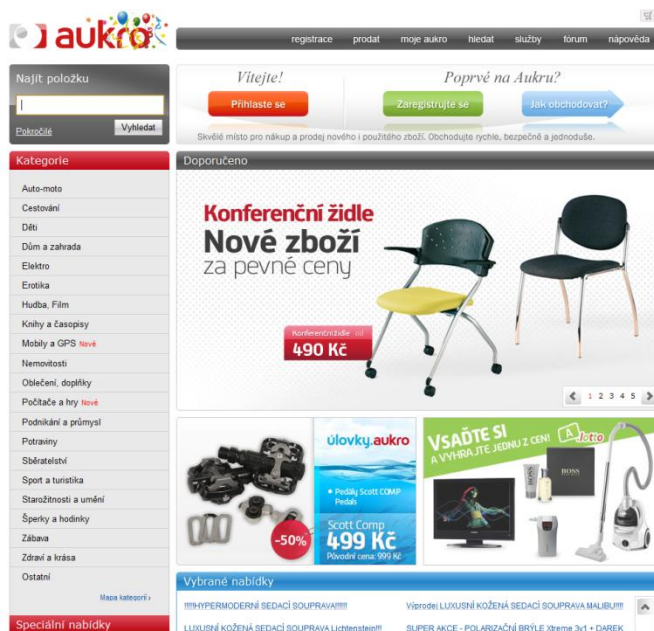 aukro
registrace prodat moje aukro hledat služby fórum nápověda
Najít položku
Pokročilé Vyhledat
Vítejte! Poprvé na Aukru?
Přihlaste se Zaregistrujte se Jak obchodovat?
Skvělé místo pro nákup a prodej nového i použitého zboží. Obchodujte rychle, bezpečně a jednoduše.
Kategorie
Auto-moto
Cestování
Děti
Dům a zahrada
Elektro
Erotika
Hudba, Film
Knihy a časopisy
Mobily a GPS Nové
Nemovitosti
Oblečení, doplňky
Počítače a hry Nové
Podnikání a průmysl
Potraviny
Sběratelství
Sport a turistika
Starožitnosti a umění
Šperky a hodinky
Zábava
Zdraví a krása
Ostatní
Mapa kategorií ›
Speciální nabídky
Doporučeno
Konferenční židle
Nové zboží
za pevné ceny
Konferenční židle od
490 Kč
1 2 3 4 5
úlovky.aukro
• Pedály Scott COMP
Pedals
-50%
Scott Comp
499 Kč
Původní cena: 999 Kč
VSAĎTE SI
A VYHRAJTE JEDNU Z CEN!
A Jotto
BOSS
BOSS
Vybrané nabídky
!!!!!HYPERMODERNÍ SEDACÍ SOUPRAVA!!!!!!
Výprodej LUXUSNÍ KOŽENÁ SEDACÍ SOUPRAVA MALIBU!!!!
LUXUSNÍ KOŽENÁ SEDACÍ SOUPRAVA Lichtenstein!!!
SUPER AKCE - POLARIZAČNÍ BRÝLE Xtreme 3v1 + DAREK